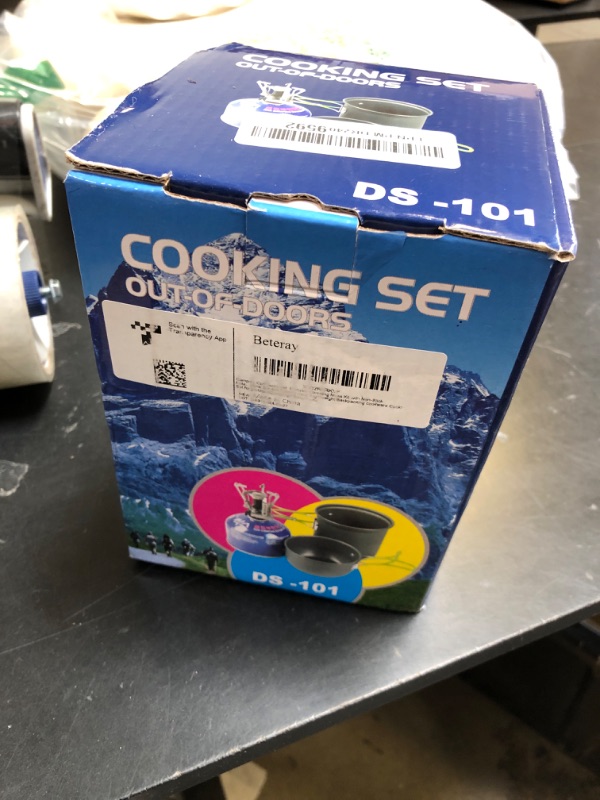 COOKING SET
OUT-OF-DOORS
DS -101
COOKING SET
OUT-OF-DOORS
Scan with the
Transparency App
Beteray
DS -101